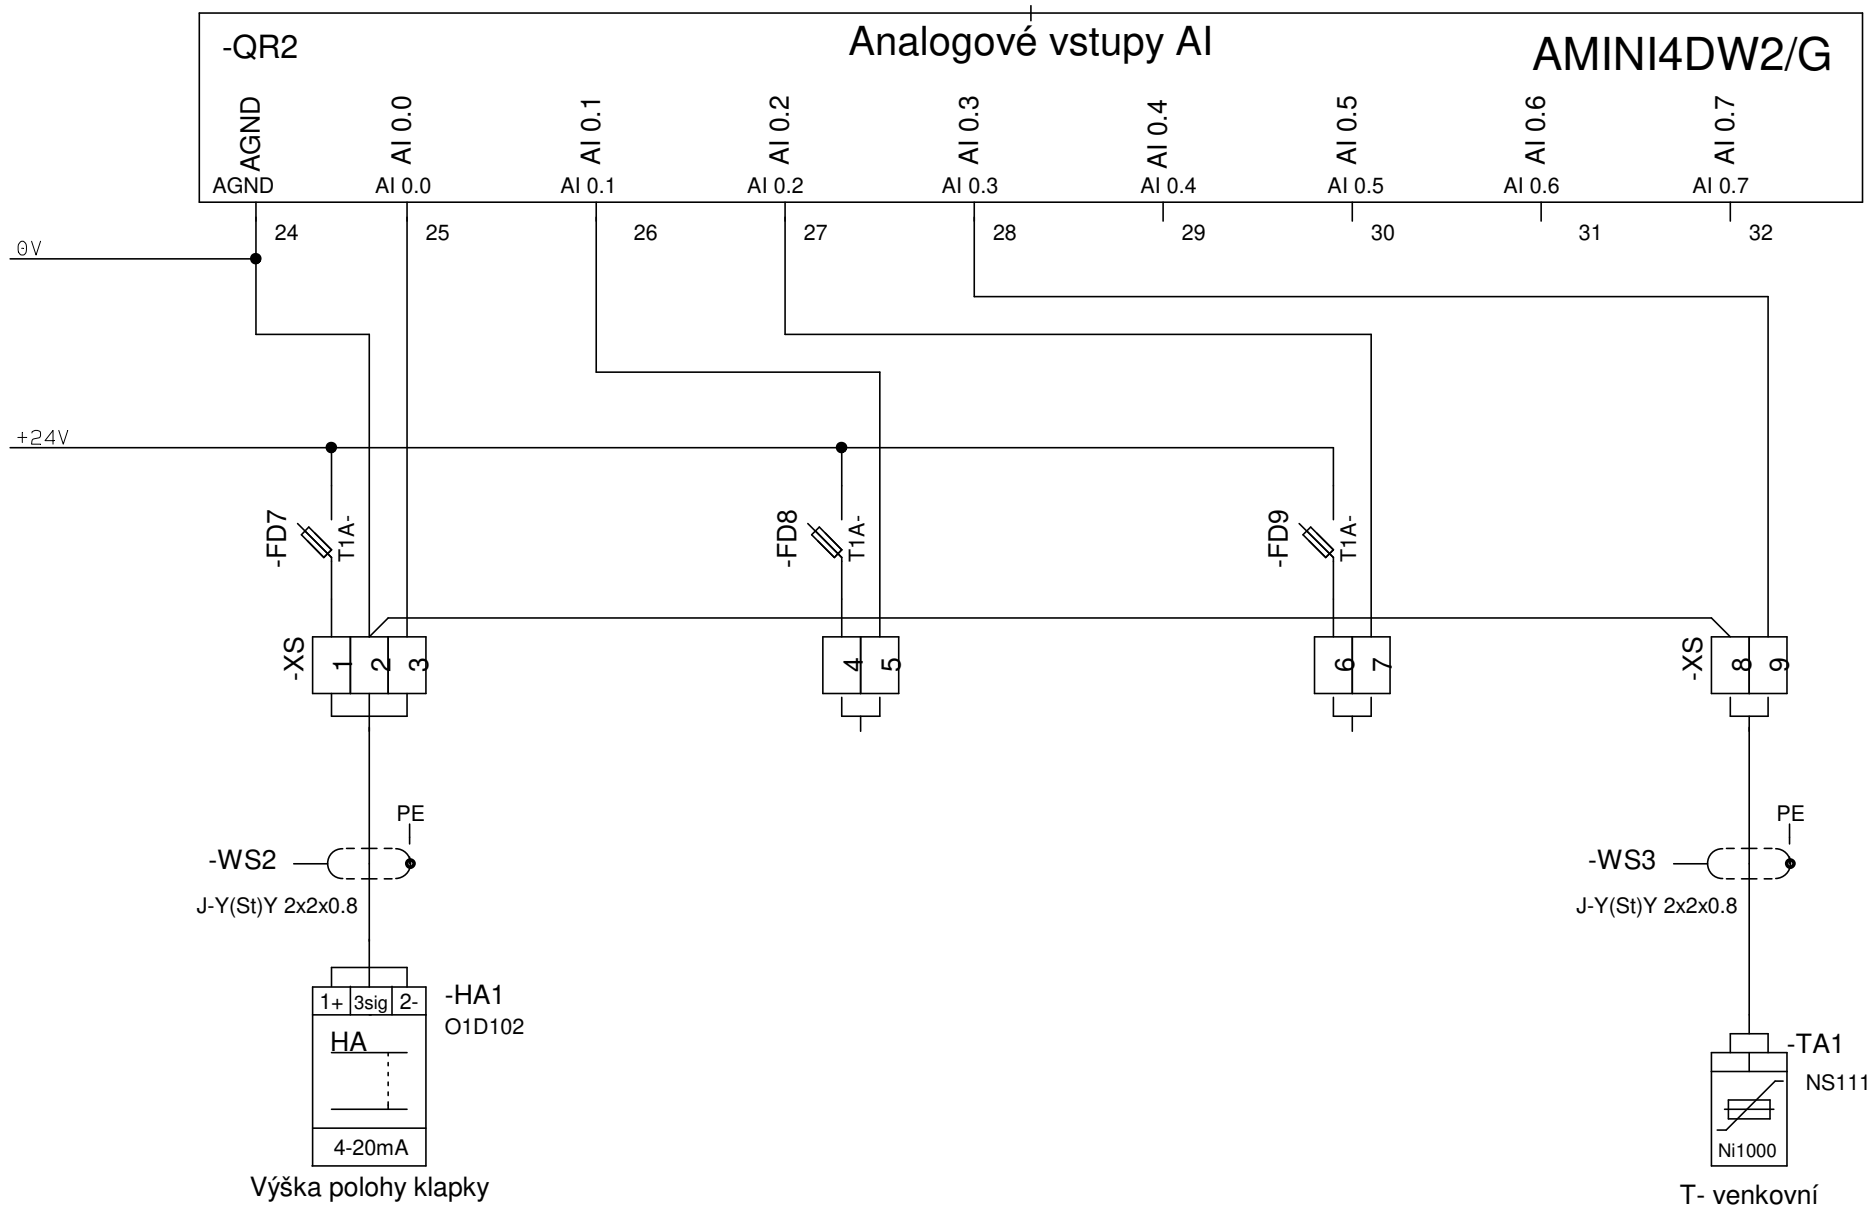 -QR2
Analogové vstupy AI
AMINI4DW2/G
AGND
AI 0.0
AI 0.1
AI 0.2
AI 0.3
AI 0.4
AI 0.5
AI 0.6
AI 0.7
AGND AI 0.0 AI 0.1 AI 0.2 AI 0.3 AI 0.4 AI 0.5 AI 0.6 AI 0.7
24 25 26 27 28 29 30 31 32
0V
+24V
-FD7
T1A-
-FD8
T1A-
-FD9
T1A-
-XS
1
2
3
4
5
6
7
-XS
8
9
PE
-WS2
J-Y(St)Y 2x2x0.8
PE
-WS3
J-Y(St)Y 2x2x0.8
1+ 3sig 2-
-HA1
O1D102
HA
4-20mA
Výška polohy klapky
-TA1
NS111
Ni1000
T- venkovní